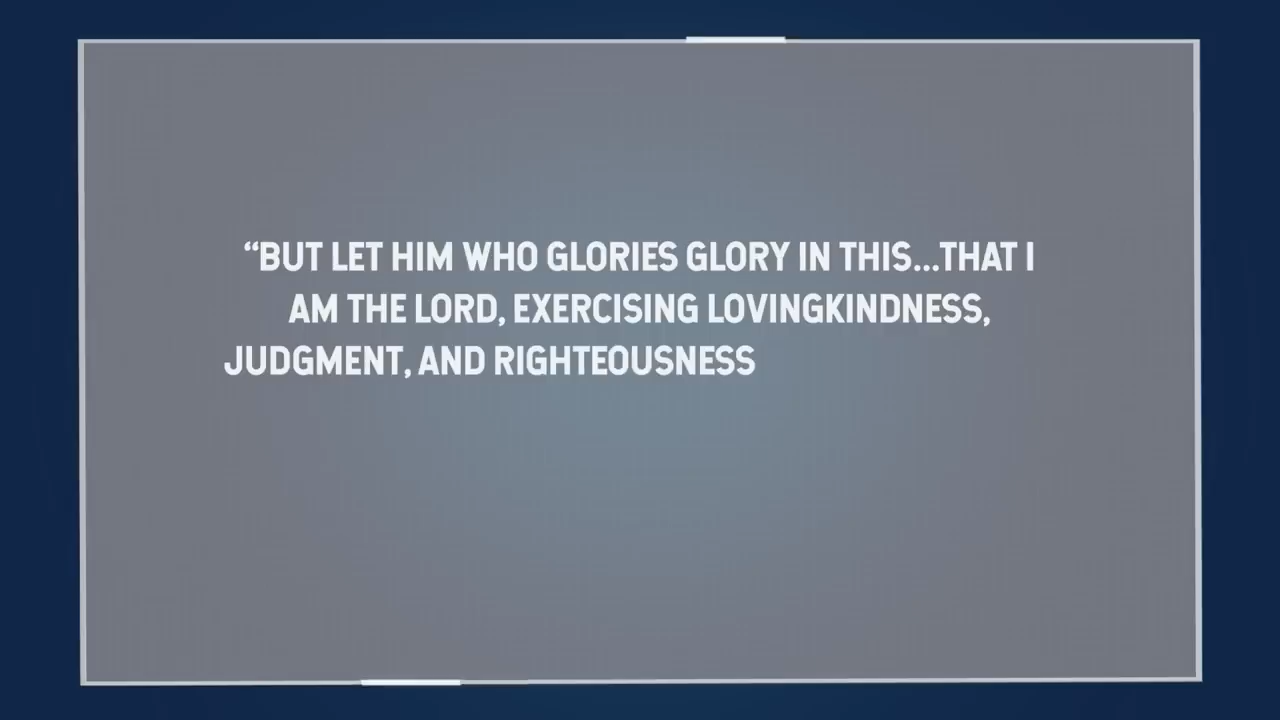 “BUT LET HIM WHO GLORIES GLORY IN THIS...THAT I
AM THE LORD, EXERCISING LOVINGKINDNESS,
JUDGMENT, AND RIGHTEOUSNESS